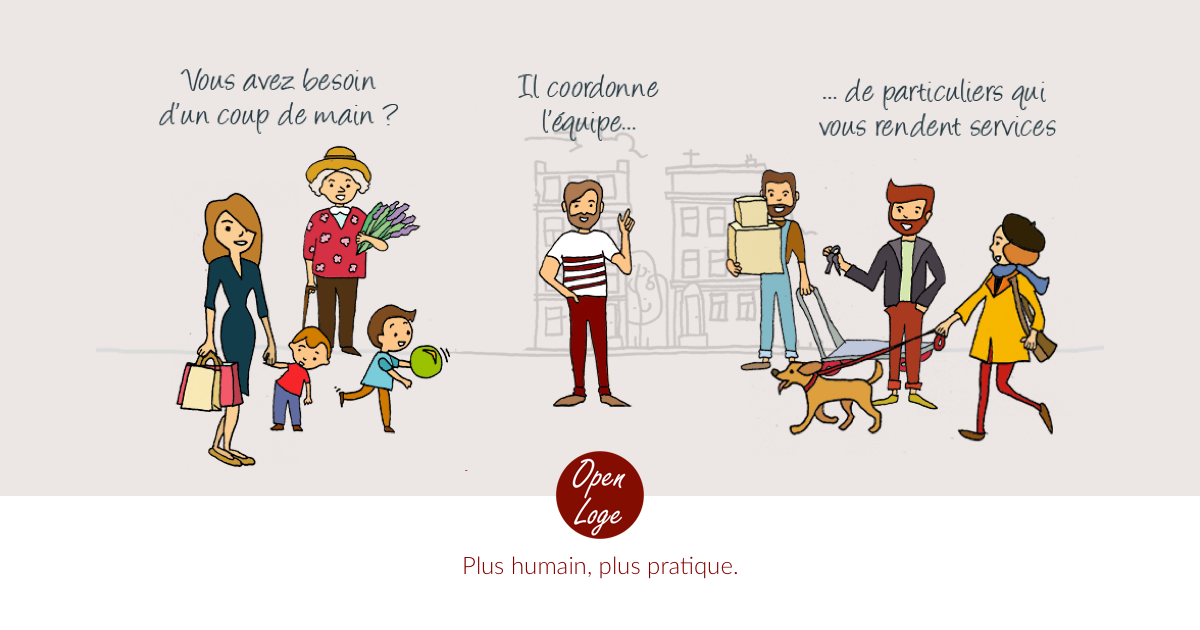 Vous avez besoin
d'un coup de main ?
Il coordonne
l'équipe...
... de particuliers qui
vous rendent services
Open
Loge
Plus humain, plus pratique.